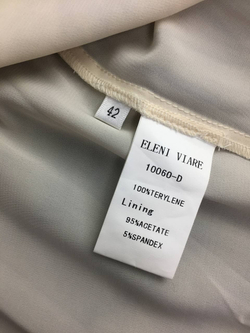 42
ELENI VIARE
10060-D
100%TERYLENE
Lining
95%ACETATE
5%SPANDEX